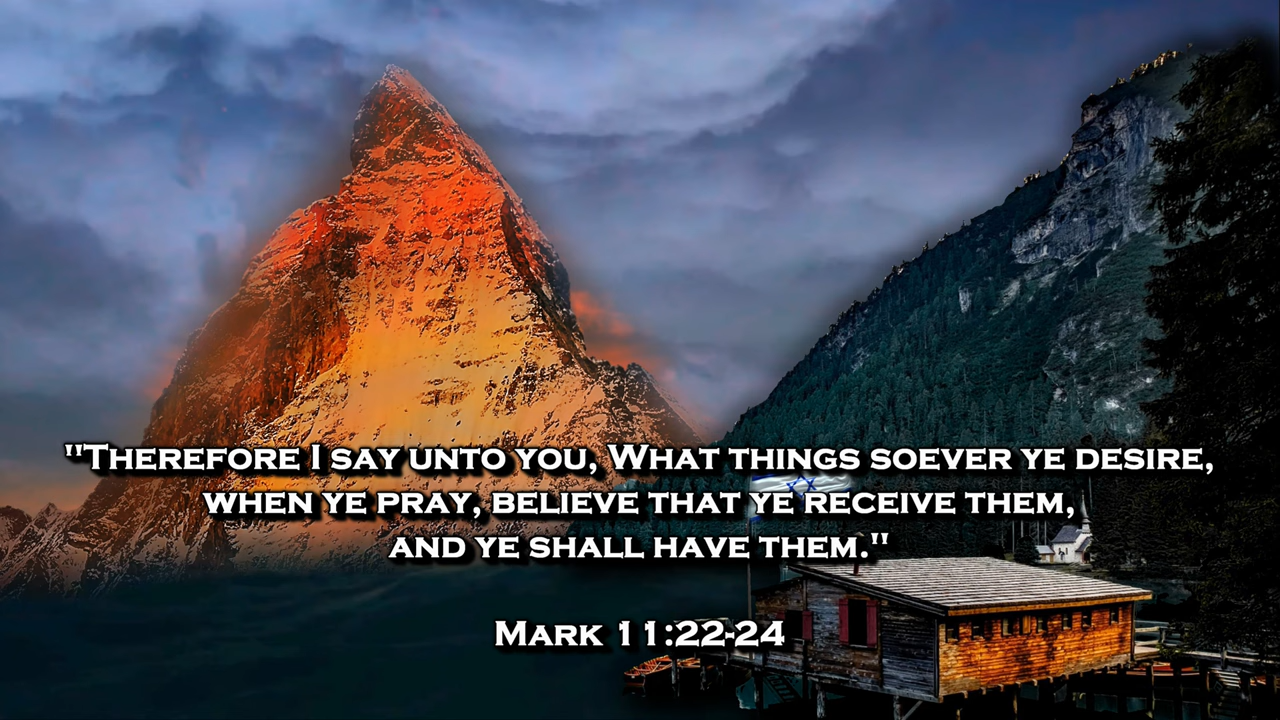 "Therefore I say unto you, What things soever ye desire,
when ye pray, believe that ye receive them,
and ye shall have them."
Mark 11:22-24